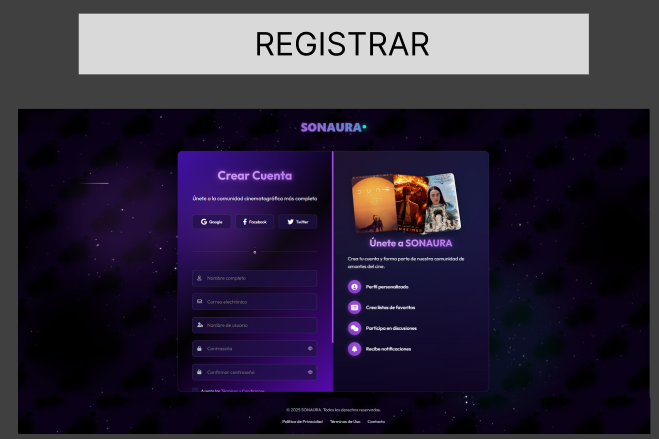 REGISTRAR
SONAURA
Crear Cuenta
Únete a la comunidad cinematográfica más completa
Google
Facebook
Twitter
o
Nombre completo
Correo electrónico
Nombre de usuario
Contraseña
Confirmar contraseña
Acepto los Términos y Condiciones
DUNE
Únete a SONAURA
Crea tu cuenta y forma parte de nuestra comunidad de
amantes del cine.
Perfil personalizado
Crea listas de favoritos
Participa en discusiones
Recibe notificaciones
© 2025 SONAURA. Todos los derechos reservados.
Política de Privacidad Términos de Uso Contacto